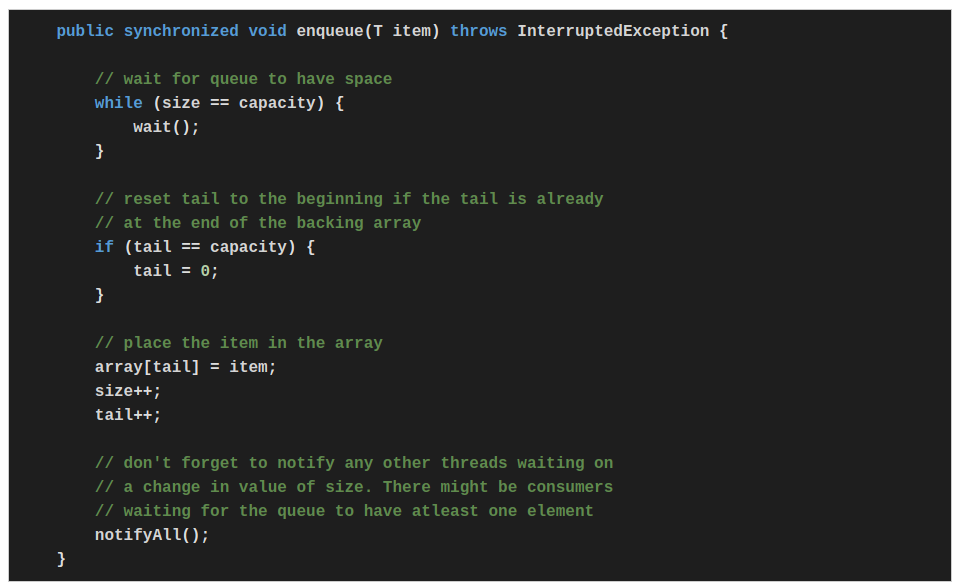 public synchronized void enqueue(T item) throws InterruptedException {
// wait for queue to have space
while (size == capacity) {
wait();
}
// reset tail to the beginning if the tail is already
// at the end of the backing array
if (tail == capacity) {
tail = 0;
}
// place the item in the array
array[tail] = item;
size++;
tail++;
// don't forget to notify any other threads waiting on
// a change in value of size. There might be consumers
// waiting for the queue to have atleast one element
notifyAll();
}